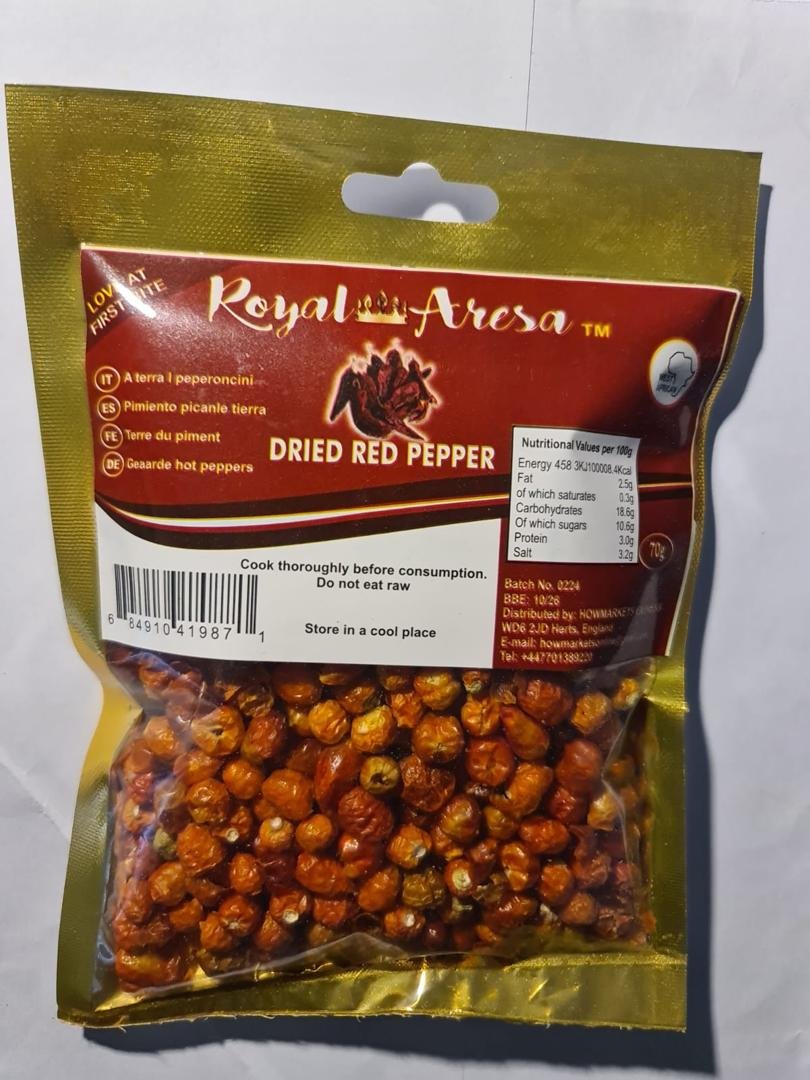 LOVE AT
FIRST BITE
Royal Aresa TM
IT A terra I peperoncini
ES Pimiento picanle tierra
FE Terre du piment
DE Geaarde hot peppers
DRIED RED PEPPER
WEST
AFRICAN
Nutritional Values per 100g
Energy 458 3KJ100008.4Kcal
Fat 2.5g
of which saturates 0.3g
Carbohydrates 18.6g
Of which sugars 10.6g
Protein 3.0g
Salt 3.2g
70g
Cook thoroughly before consumption.
Do not eat raw
Store in a cool place
6 84910 41987 1
Batch No. 0224
BBE: 10/26
Distributed by: HOWMARKETS
WD6 2JD Herts, England
E-mail:
Tel: